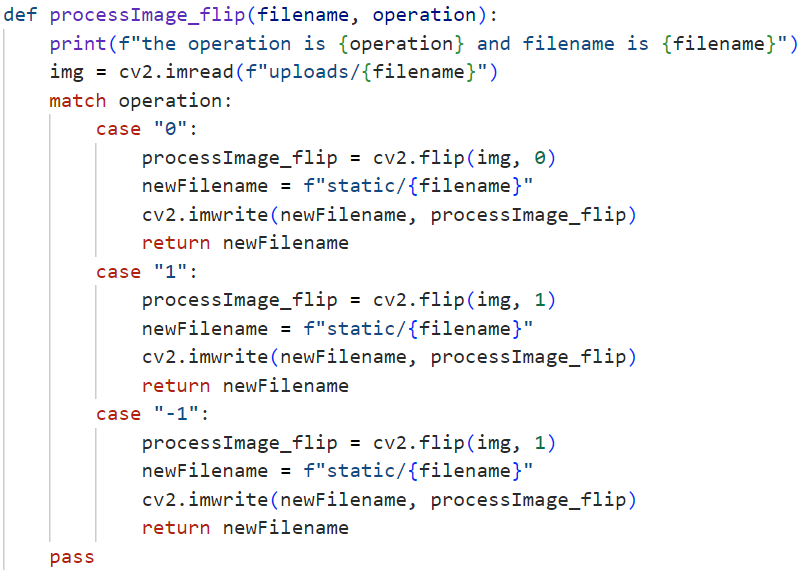 def processImage_flip(filename, operation):
    print(f"the operation is {operation} and filename is {filename}")
    img = cv2.imread(f"uploads/{filename}")
    match operation:
        case "0":
            processImage_flip = cv2.flip(img, 0)
            newFilename = f"static/{filename}"
            cv2.imwrite(newFilename, processImage_flip)
            return newFilename
        case "1":
            processImage_flip = cv2.flip(img, 1)
            newFilename = f"static/{filename}"
            cv2.imwrite(newFilename, processImage_flip)
            return newFilename
        case "-1":
            processImage_flip = cv2.flip(img, 1)
            newFilename = f"static/{filename}"
            cv2.imwrite(newFilename, processImage_flip)
            return newFilename
    pass